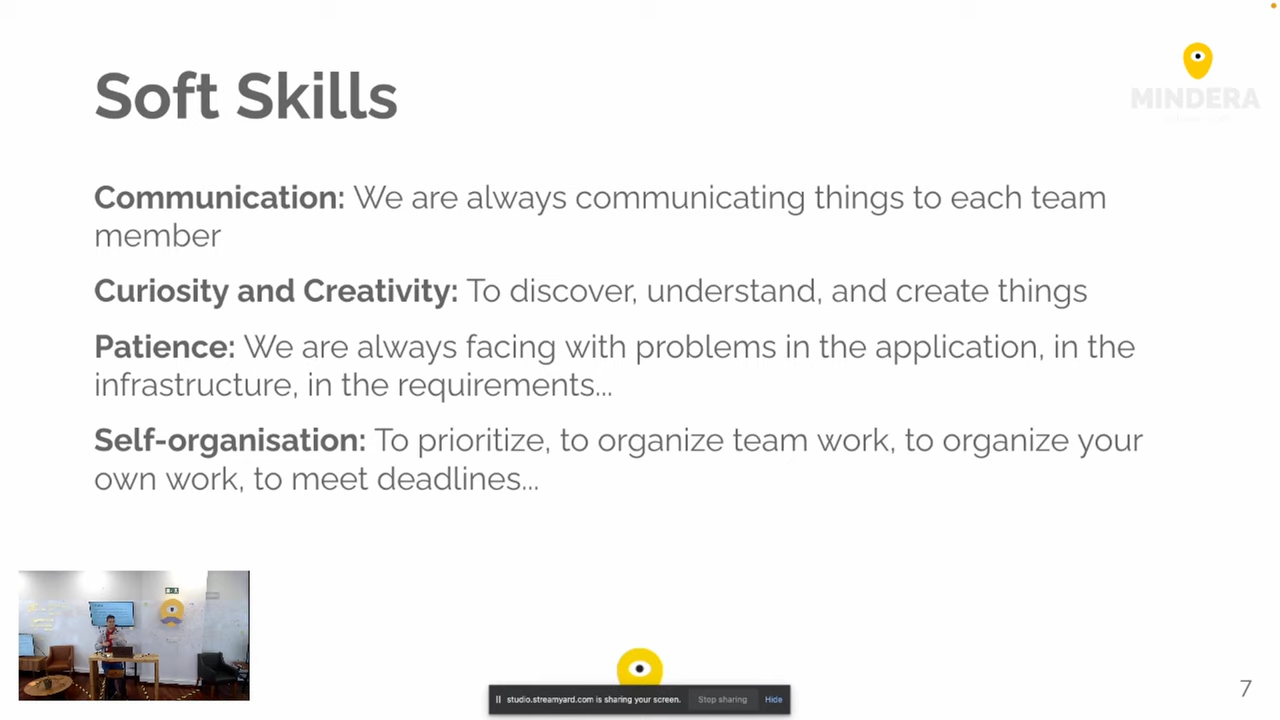 Soft Skills
MINDERA
Communication: We are always communicating things to each team
member
Curiosity and Creativity: To discover, understand, and create things
Patience: We are always facing with problems in the application, in the
infrastructure, in the requirements...
Self-organisation: To prioritize, to organize team work, to organize your
own work, to meet deadlines...
studio.streamyard.com is sharing your screen. Stop sharing Hide
7